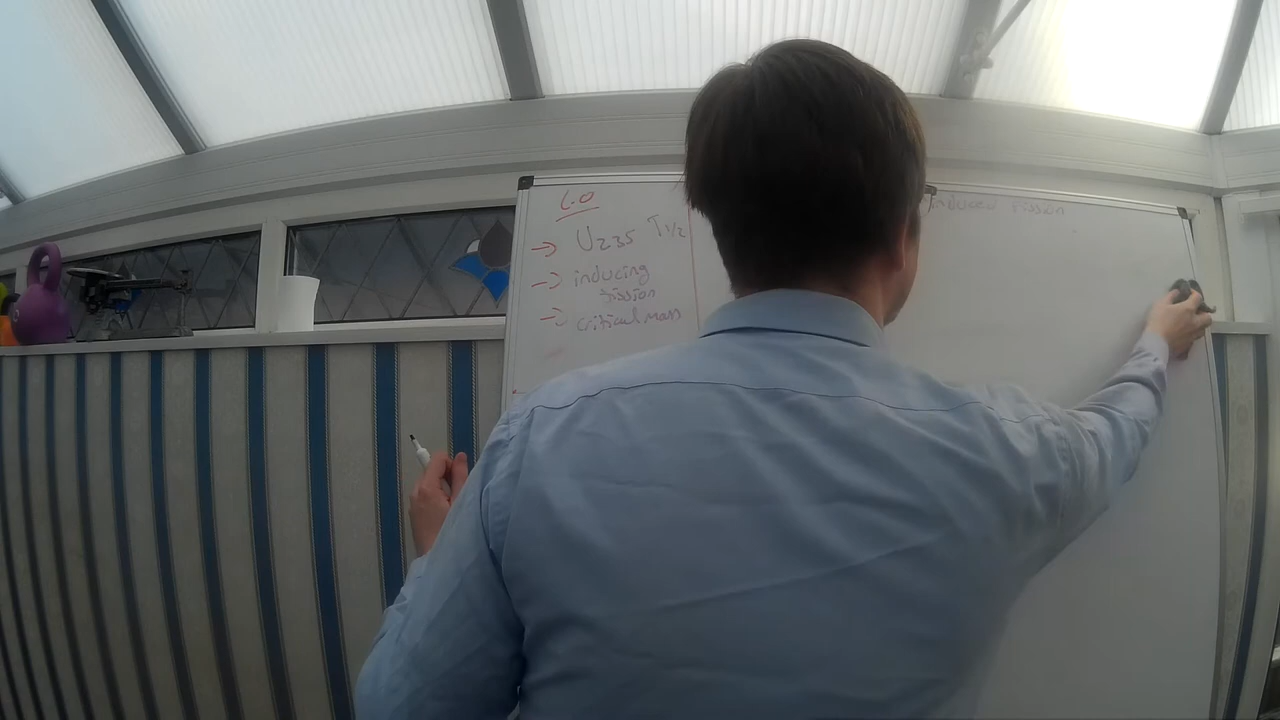 L.O
→ U235 T1/2
→ inducing
fission
→ critical mass
Induced fission